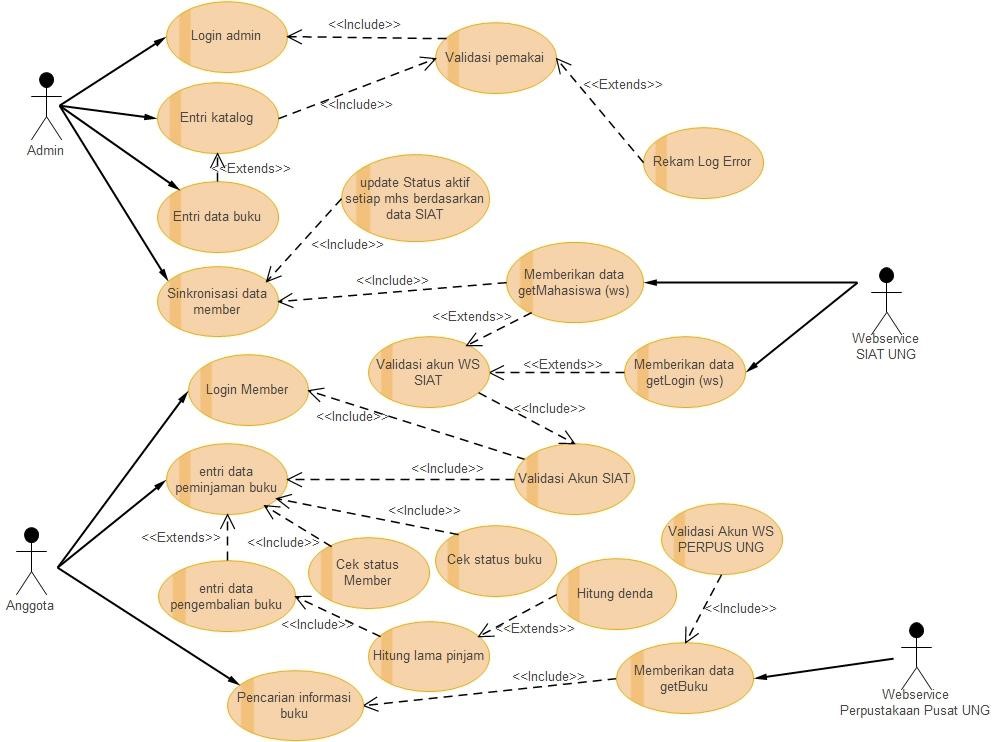 <<Include>>
Login admin
Validasi pemakai
<<Extends>>
<<Include>>
Entri katalog
Admin
Rekam Log Error
<<Extends>>
update Status aktif
setiap mhs berdasarkan
data SIAT
Entri data buku
<<Include>>
Memberikan data
getMahasiswa (ws)
<<Include>>
Sinkronisasi data
member
<<Extends>>
Webservice
SIAT UNG
Validasi akun WS
SIAT
<<Extends>>
Memberikan data
getLogin (ws)
Login Member
<<Include>>
<<Include>>
entri data
peminjaman buku
<<Include>>
Validasi Akun SIAT
<<Include>>
Validasi Akun WS
PERPUS UNG
<<Extends>>
<<Include>>
Cek status
Member
Cek status buku
Anggota
entri data
pengembalian buku
Hitung denda
<<Include>>
<<Extends>>
<<Include>>
Hitung lama pinjam
Memberikan data
getBuku
<<Include>>
Pencarian informasi
buku
Webservice
Perpustakaan Pusat UNG